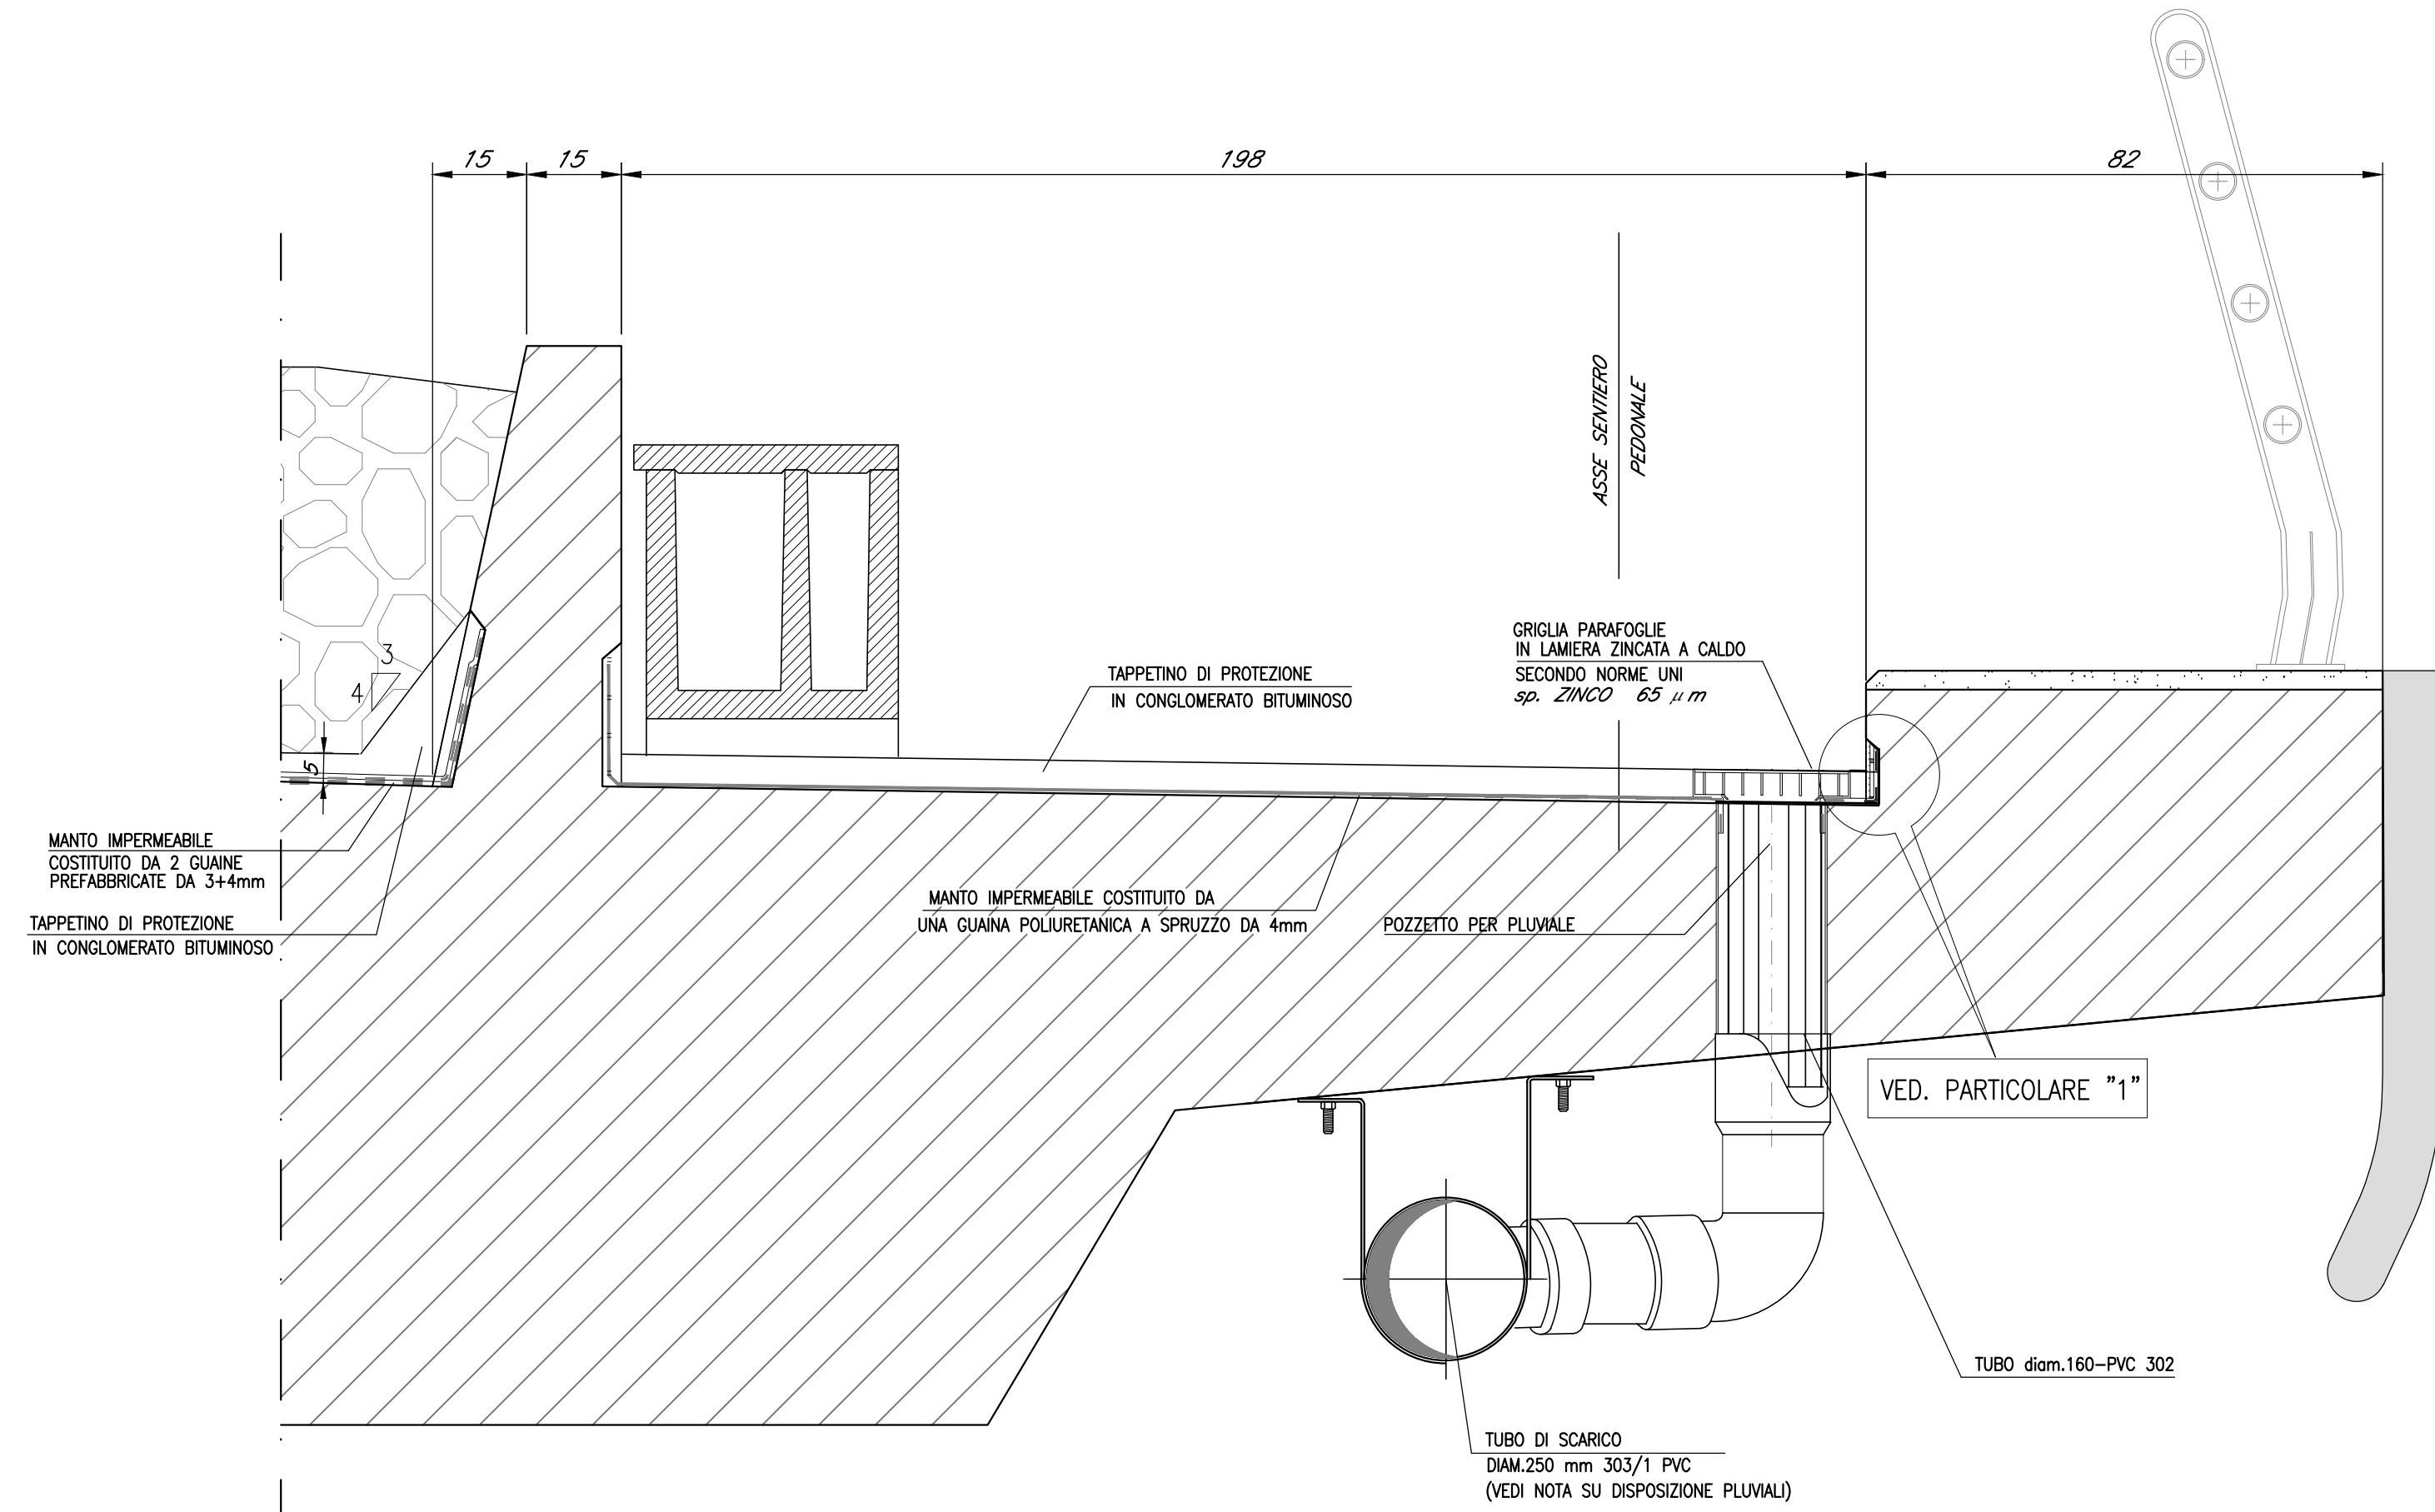 15
15
198
82
ASSE SENTIERO
PEDONALE
GRIGLIA PARAFOGLIE
IN LAMIERA ZINCATA A CALDO
SECONDO NORME UNI
sp. ZINCO 65 μm
TAPPETINO DI PROTEZIONE
IN CONGLOMERATO BITUMINOSO
3
4
5
MANTO IMPERMEABILE
COSTITUITO DA 2 GUAINE
PREFABBRICATE DA 3+4mm
TAPPETINO DI PROTEZIONE
IN CONGLOMERATO BITUMINOSO
MANTO IMPERMEABILE COSTITUITO DA
UNA GUAINA POLIURETANICA A SPRUZZO DA 4mm
POZZETTO PER PLUVIALE
VED. PARTICOLARE "1"
TUBO diam.160-PVC 302
TUBO DI SCARICO
DIAM.250 mm 303/1 PVC
(VEDI NOTA SU DISPOSIZIONE PLUVIALI)